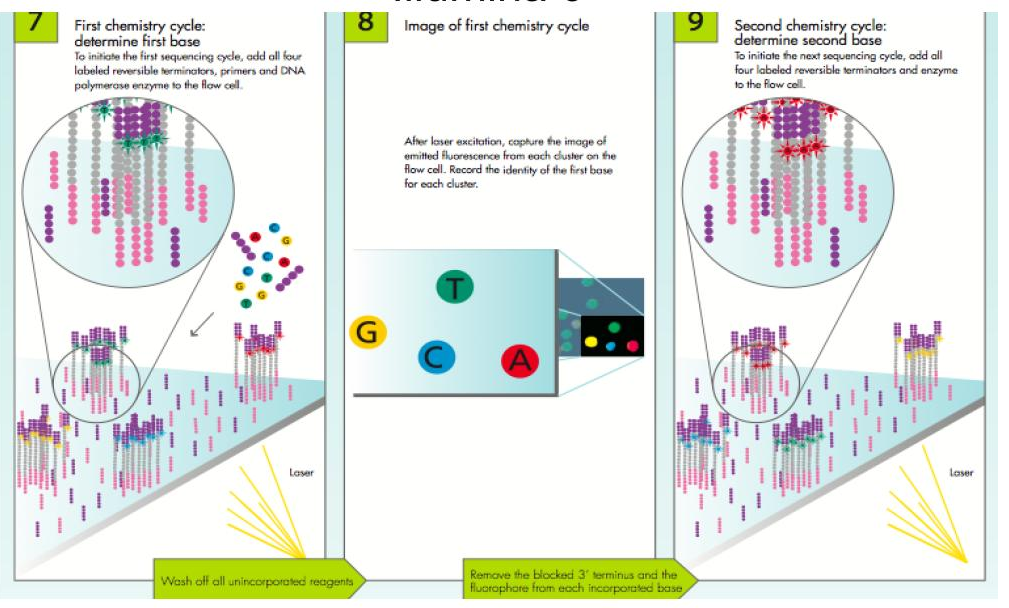 7
First chemistry cycle:
determine first base
To initiate the first sequencing cycle, add all four
labeled reversible terminators, primers and DNA
polymerase enzyme to the flow cell.
C
A
G
C
C
A
T
G
G
T
Laser
Wash off all unincorporated reagents
8
Image of first chemistry cycle
After laser excitation, capture the image of
emitted fluorescence from each cluster on the
flow cell. Record the identity of the first base
for each cluster.
T
G
C
A
Remove the blocked 3' terminus and the
fluorophore from each incorporated base
9
Second chemistry cycle:
determine second base
To initiate the next sequencing cycle, add all
four labeled reversible terminators and enzyme
to the flow cell.
Laser